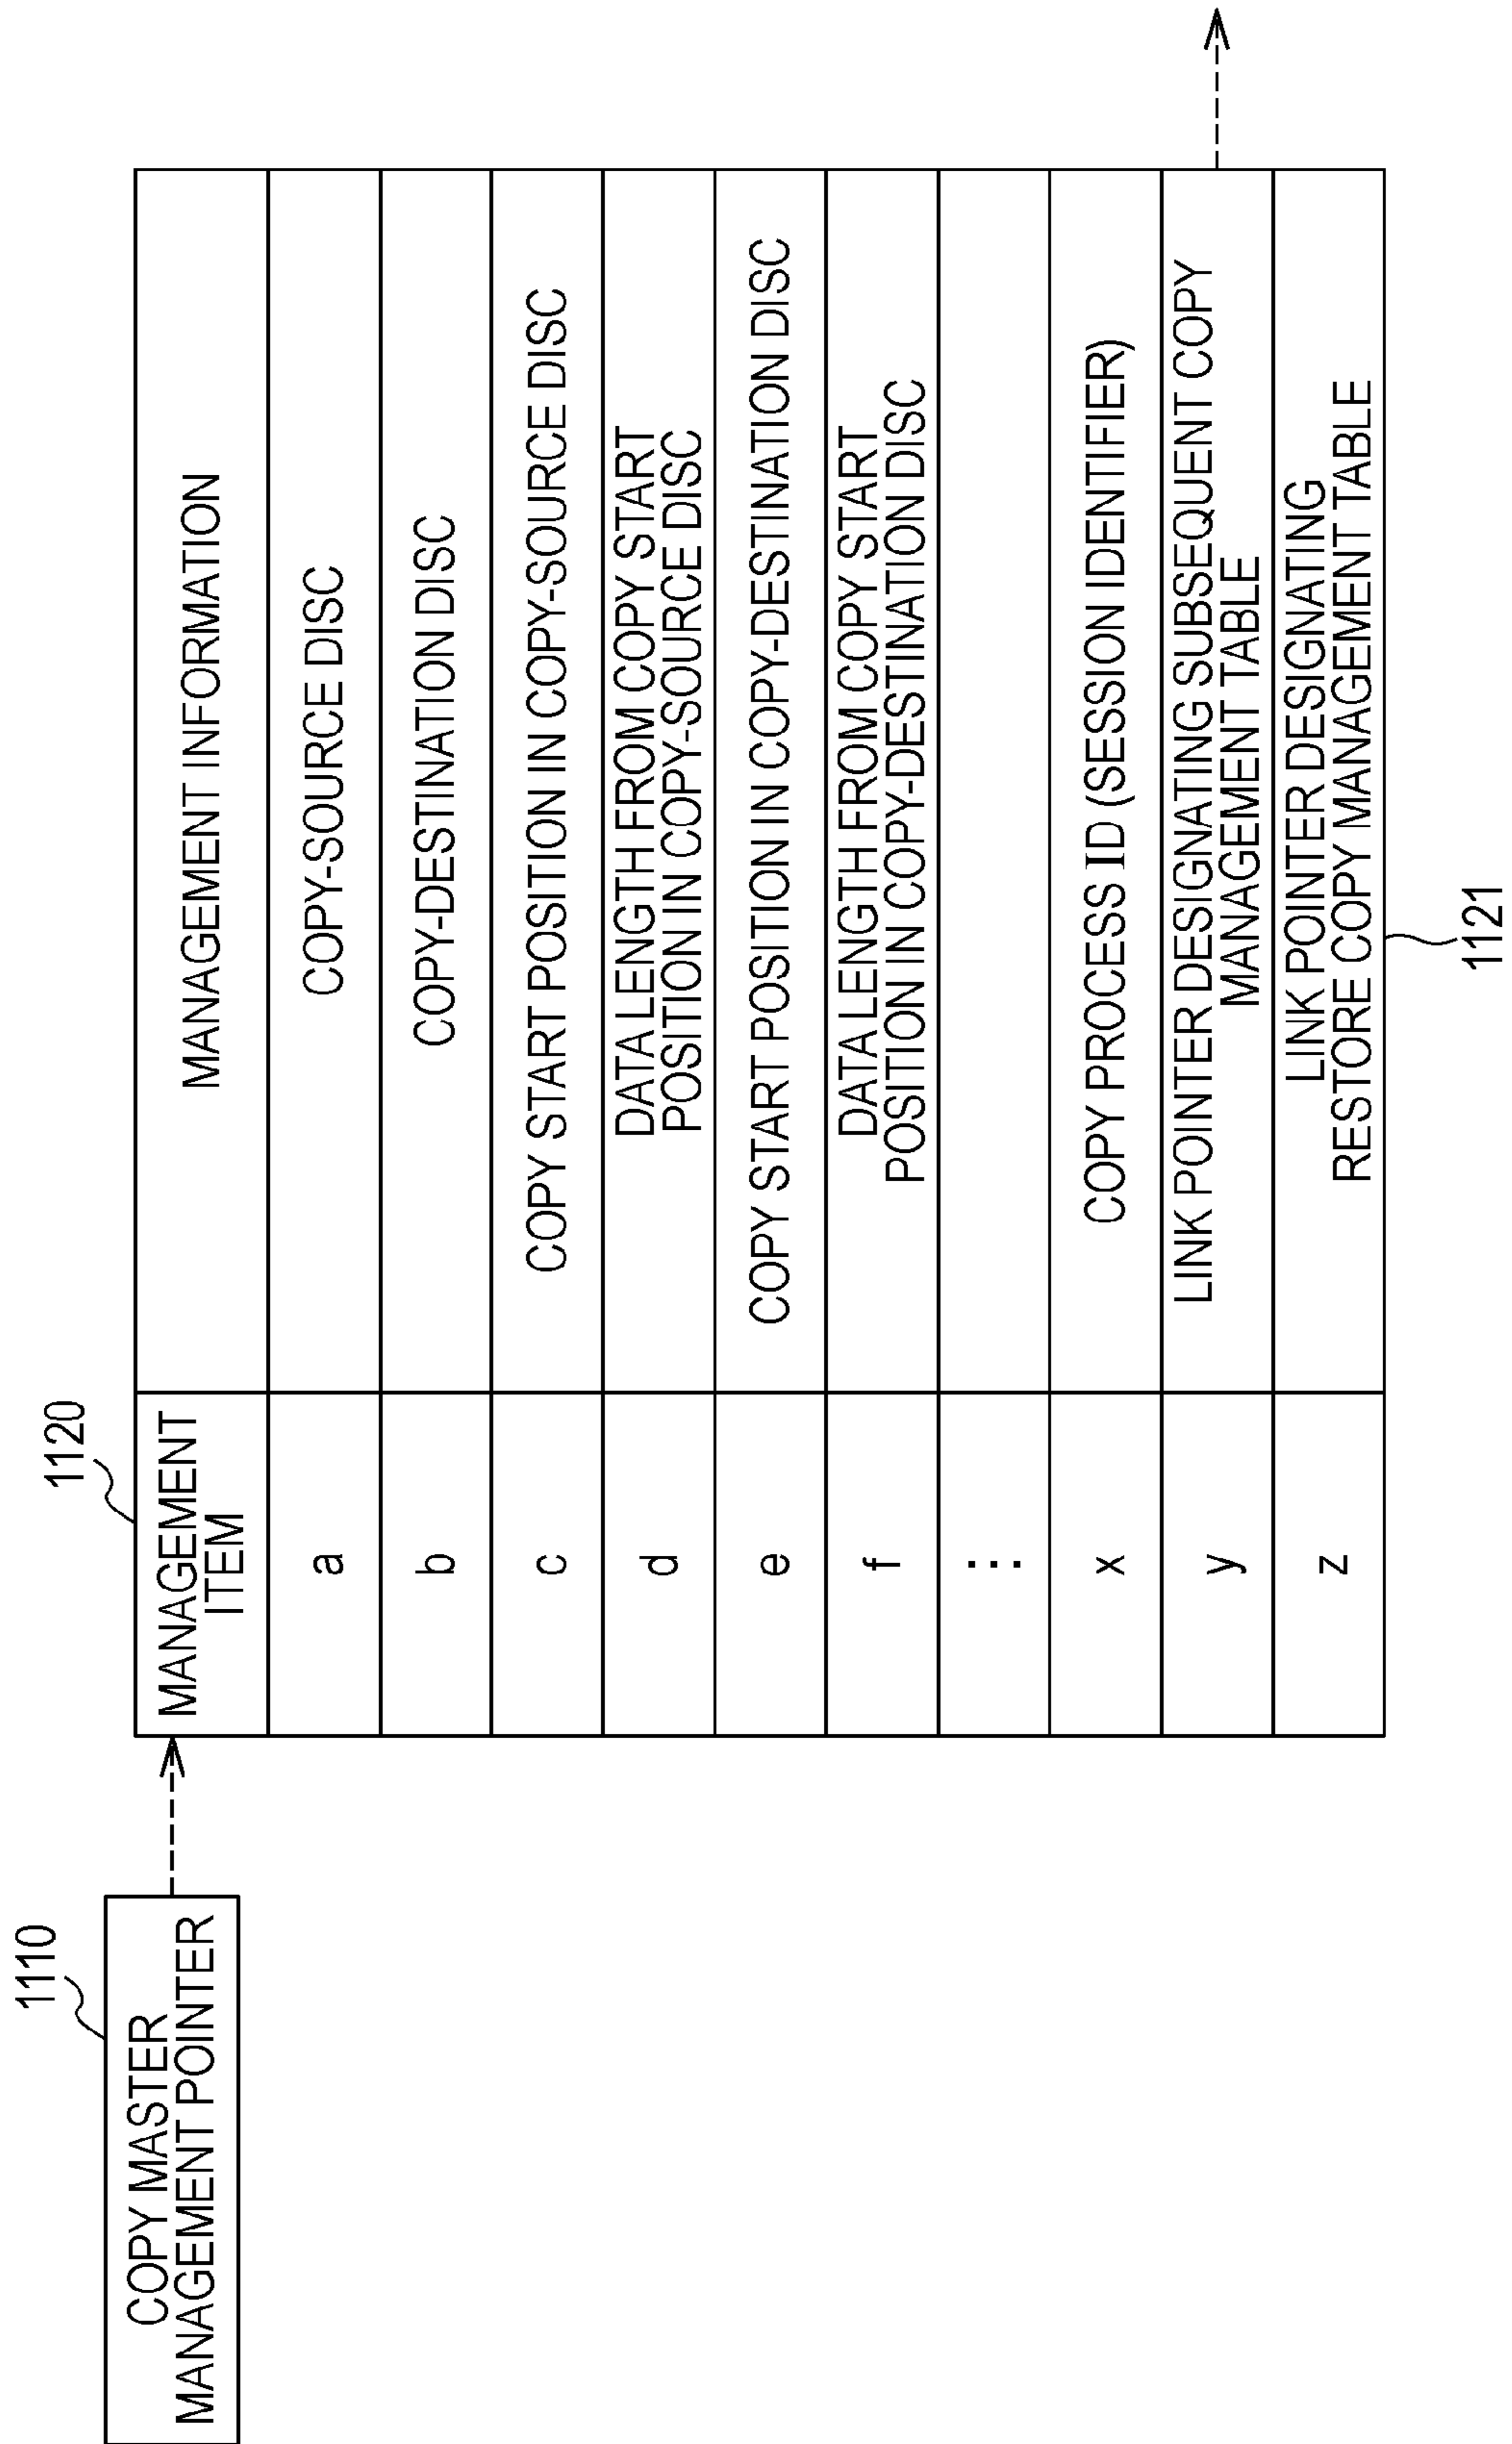 1110
COPY MASTER
MANAGEMENT POINTER
1120
MANAGEMENT
ITEM
MANAGEMENT INFORMATION
a
COPY-SOURCE DISC
b
COPY-DESTINATION DISC
c
COPY START POSITION IN COPY-SOURCE DISC
d
DATA LENGTH FROM COPY START
POSITION IN COPY-SOURCE DISC
e
COPY START POSITION IN COPY-DESTINATION DISC
f
DATA LENGTH FROM COPY START
POSITION IN COPY-DESTINATION DISC
⋮
x
COPY PROCESS ID (SESSION IDENTIFIER)
y
LINK POINTER DESIGNATING SUBSEQUENT COPY
MANAGEMENT TABLE
z
LINK POINTER DESIGNATING
RESTORE COPY MANAGEMENT TABLE
1121